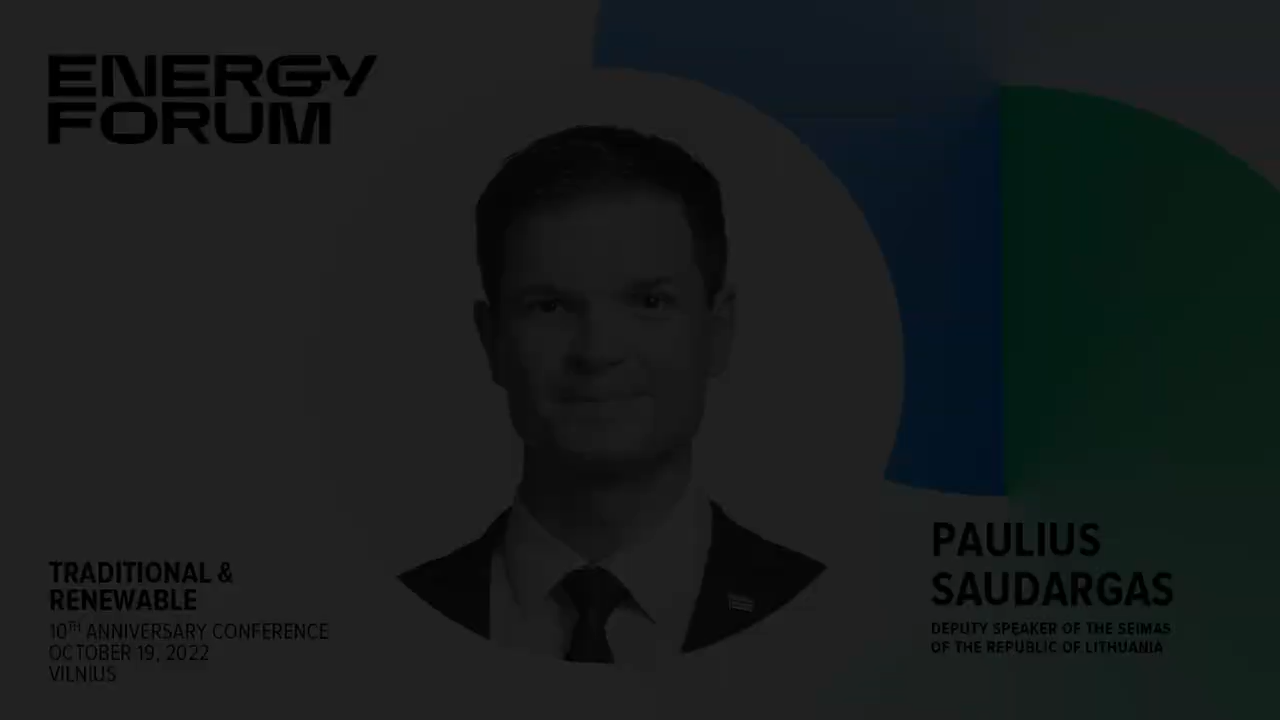 ENERGY
FORUM
TRADITIONAL &
RENEWABLE
10TH ANNIVERSARY CONFERENCE
OCTOBER 19, 2022
VILNIUS
PAULIUS
SAUDARGAS
DEPUTY SPEAKER OF THE SEIMAS
OF THE REPUBLIC OF LITHUANIA